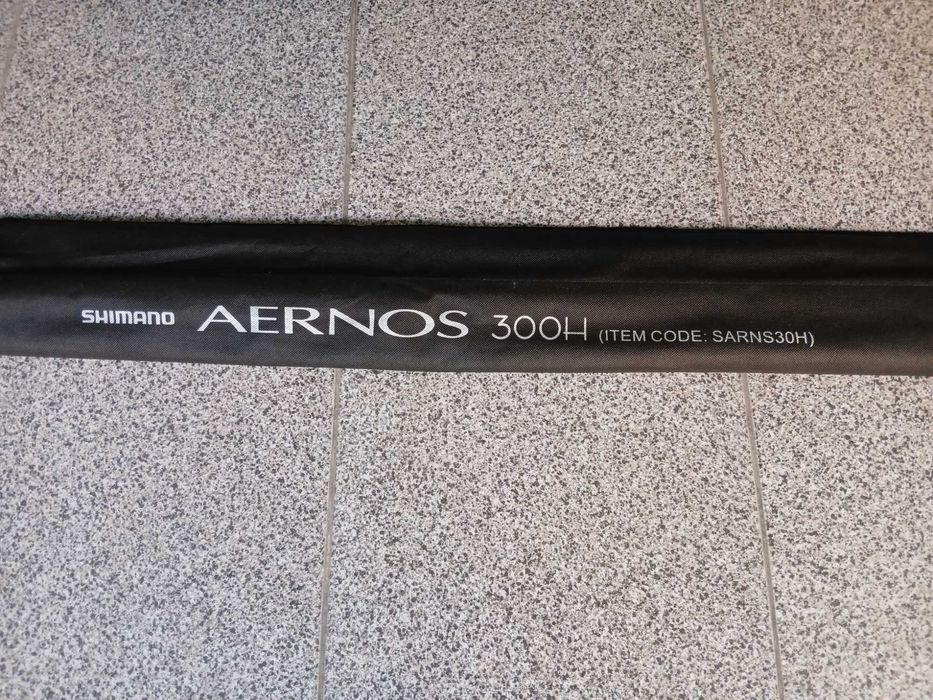 SHIMANO AERNOS 300H (ITEM CODE: SARNS30H)